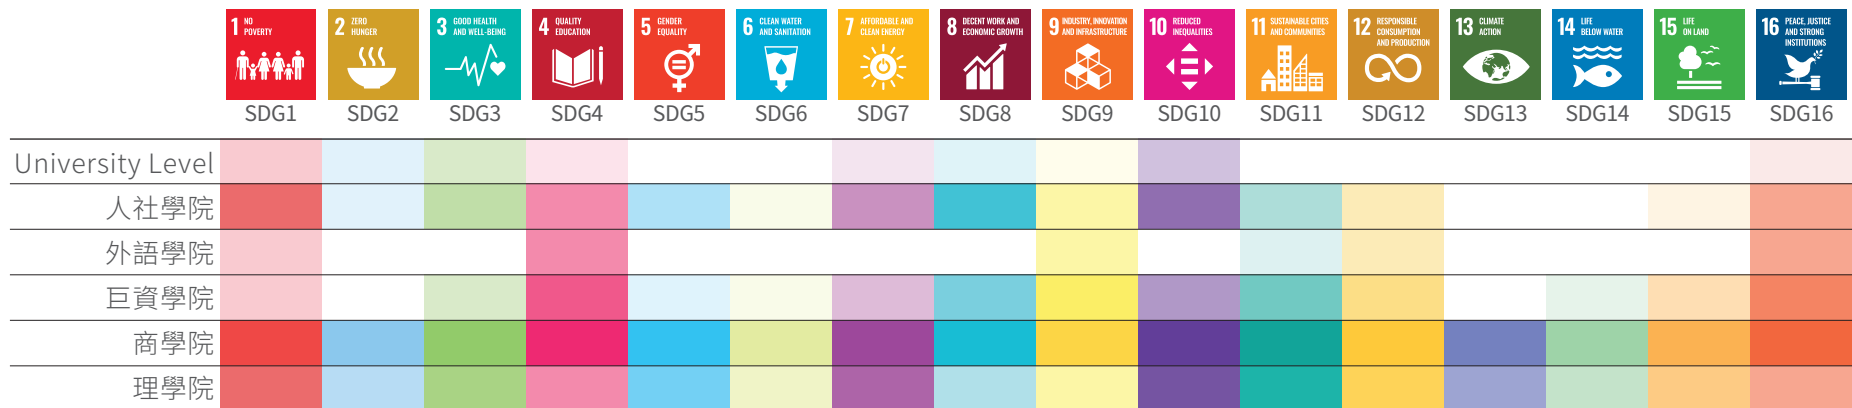 1 NO POVERTY
2 ZERO HUNGER
3 GOOD HEALTH AND WELL-BEING
4 QUALITY EDUCATION
5 GENDER EQUALITY
6 CLEAN WATER AND SANITATION
7 AFFORDABLE AND CLEAN ENERGY
8 DECENT WORK AND ECONOMIC GROWTH
9 INDUSTRY, INNOVATION AND INFRASTRUCTURE
10 REDUCED INEQUALITIES
11 SUSTAINABLE CITIES AND COMMUNITIES
12 RESPONSIBLE CONSUMPTION AND PRODUCTION
13 CLIMATE ACTION
14 LIFE BELOW WATER
15 LIFE ON LAND
16 PEACE, JUSTICE AND STRONG INSTITUTIONS
SDG1 SDG2 SDG3 SDG4 SDG5 SDG6 SDG7 SDG8 SDG9 SDG10 SDG11 SDG12 SDG13 SDG14 SDG15 SDG16
University Level
人社學院
外語學院
巨資學院
商學院
理學院